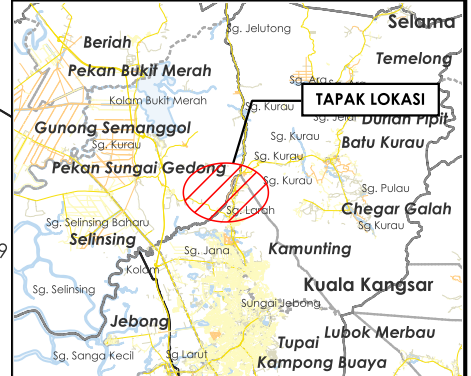 Sg. Jelutong
Selama
Beriah
Temelong
Pekan Bukit Merah
Sg. Ara
Kolam Bukit Merah
TAPAK LOKASI
Sg. Kurau
Durian Pipit
Gunong Semanggol
Sg. Kurau
Batu Kurau
Sg. Kurau
Sg. Kurau
Pekan Sungai Gedong
Sg. Kurau
Sg. Pulau
Sg. Larah
Chegar Galah
Sg. Selinsing Baharu
Sg Kurau
Selinsing
Sg. Jana
Kamunting
9
Kolam
Kuala Kangsar
Sg. Selinsing
Sungai Jebong
Jebong
Lubok Merbau
Tupai
Sg. Sanga Kecil
Sg Larut
Kampong Buaya